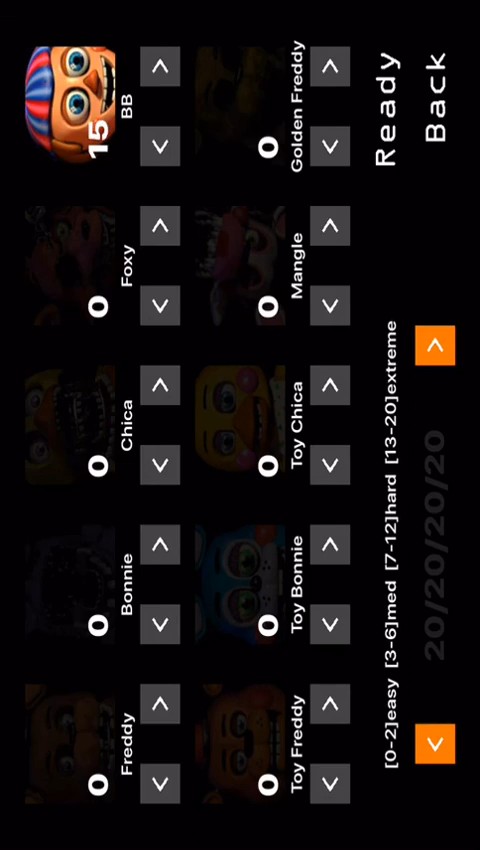 0 0 0 0 15
Freddy Bonnie Chica Foxy BB
< > < > < > < > < >
0 0 0 0 0
Toy Freddy Toy Bonnie Toy Chica Mangle Golden Freddy
< > < > < > < > < >
[0-2]easy [3-6]med [7-12]hard [13-20]extreme
Ready
< 20/20/20/20 >
Back